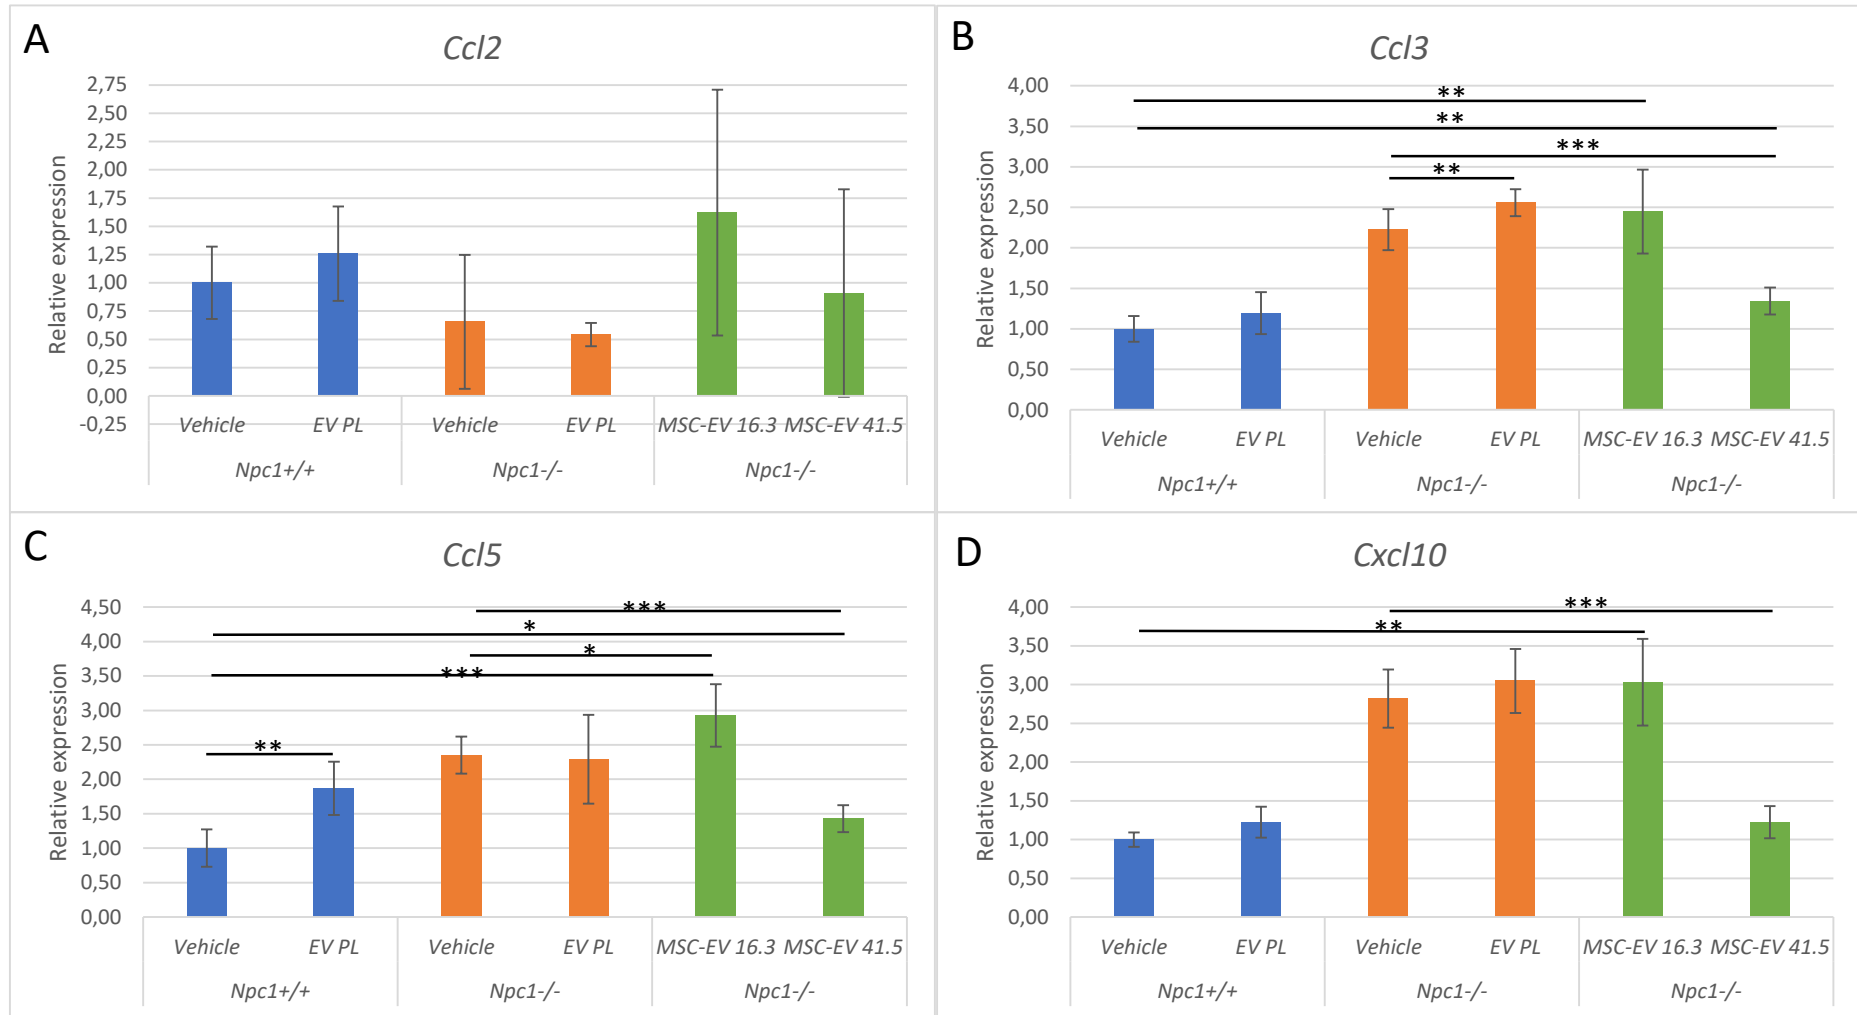 A
Ccl2
2,75
2,50
2,25
2,00
1,75
1,50
1,25
1,00
0,75
0,50
0,25
0,00
-0,25
Relative expression
Vehicle EV PL Vehicle EV PL MSC-EV 16.3 MSC-EV 41.5
Npc1+/+ Npc1-/- Npc1-/-
B
Ccl3
4,00
3,50
3,00
2,50
2,00
1,50
1,00
0,50
0,00
Relative expression
**
**
***
**
Vehicle EV PL Vehicle EV PL MSC-EV 16.3 MSC-EV 41.5
Npc1+/+ Npc1-/- Npc1-/-
C
Ccl5
4,50
4,00
3,50
3,00
2,50
2,00
1,50
1,00
0,50
0,00
Relative expression
***
*
*
***
**
Vehicle EV PL Vehicle EV PL MSC-EV 16.3 MSC-EV 41.5
Npc1+/+ Npc1-/- Npc1-/-
D
Cxcl10
4,00
3,50
3,00
2,50
2,00
1,50
1,00
0,50
0,00
Relative expression
***
**
Vehicle EV PL Vehicle EV PL MSC-EV 16.3 MSC-EV 41.5
Npc1+/+ Npc1-/- Npc1-/-